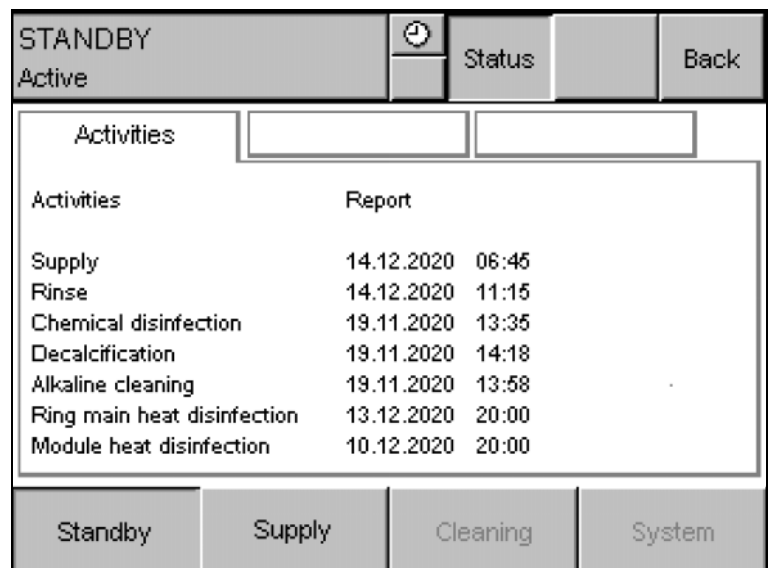 STANDBY
Active
Status
Back
Activities
Activities Report
Supply 14.12.2020 06:45
Rinse 14.12.2020 11:15
Chemical disinfection 19.11.2020 13:35
Decalcification 19.11.2020 14:18
Alkaline cleaning 19.11.2020 13:58
Ring main heat disinfection 13.12.2020 20:00
Module heat disinfection 10.12.2020 20:00
Standby Supply Cleaning System